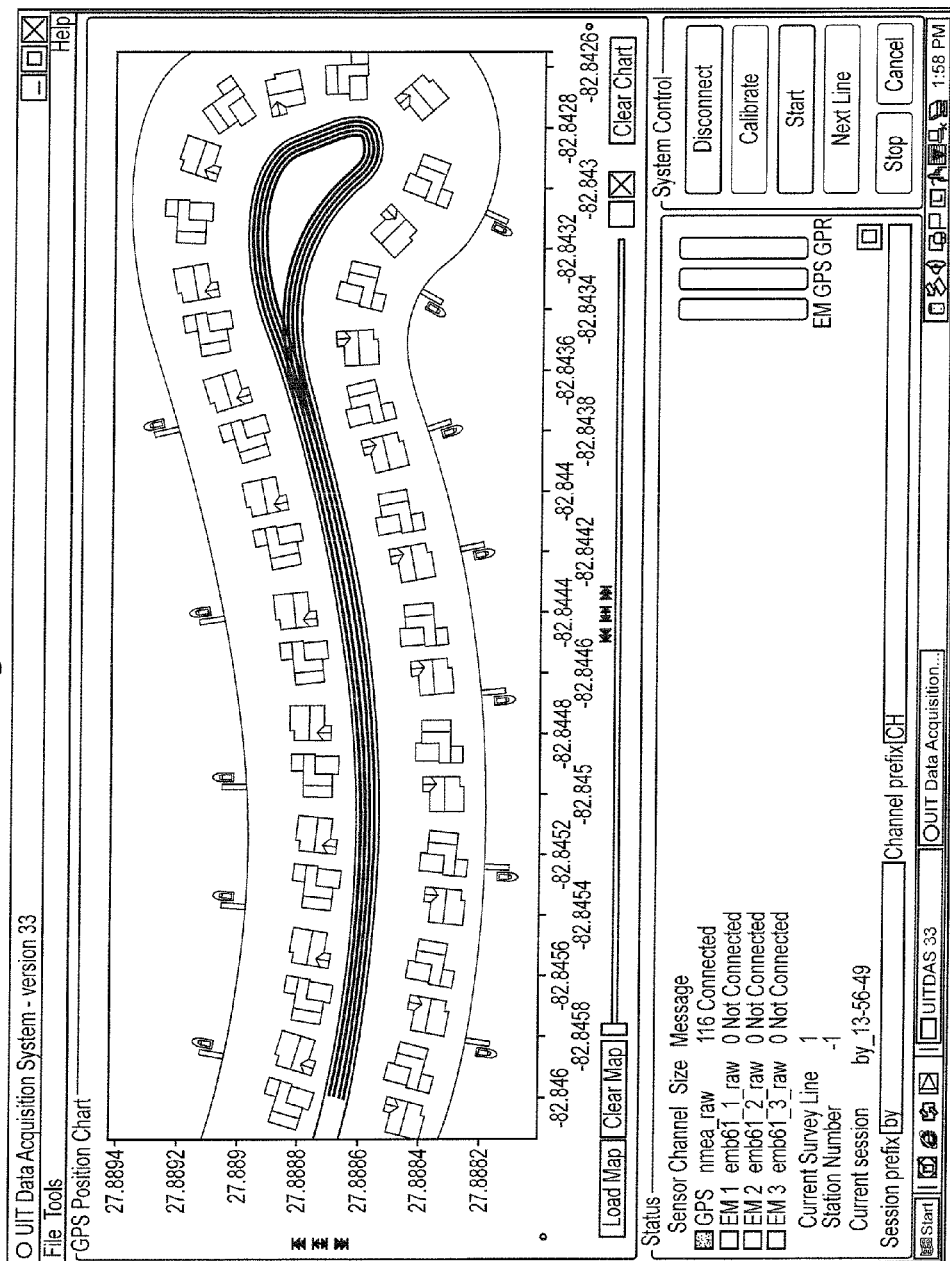 UIT Data Acquisition System - version 33
File Tools
Help
GPS Position Chart
27.8894
27.8892
27.889
27.8888
27.8886
27.8884
27.8882
-82.846
-82.8458
-82.8456
-82.8454
-82.8452
-82.845
-82.8448
-82.8446
-82.8444
-82.8442
-82.844
-82.8438
-82.8436
-82.8434
-82.8432
-82.843
-82.8428
-82.8426
Load Map
Clear Map
Clear Chart
Status
Sensor Channel Size Message
GPS nmea_raw 116 Connected
EM 1 emb61_1_raw 0 Not Connected
EM 2 emb61_2_raw 0 Not Connected
EM 3 emb61_3_raw 0 Not Connected
Current Survey Line 1
Station Number -1
Current session by_13-56-49
Session prefix by
Channel prefix CH
EM GPS GPR
System Control
Disconnect
Calibrate
Start
Next Line
Stop
Cancel
Start
UITDAS 33
UIT Data Acquisition...
1:58 PM